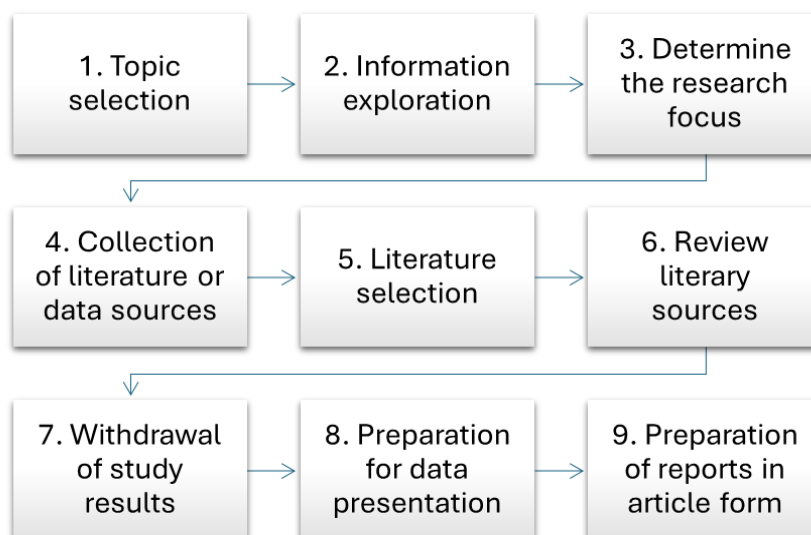 1. Topic
selection
2. Information
exploration
3. Determine
the research
focus
4. Collection
of literature or
data sources
5. Literature
selection
6. Review
literary
sources
7. Withdrawal
of study
results
8. Preparation
for data
presentation
9. Preparation
of reports in
article form